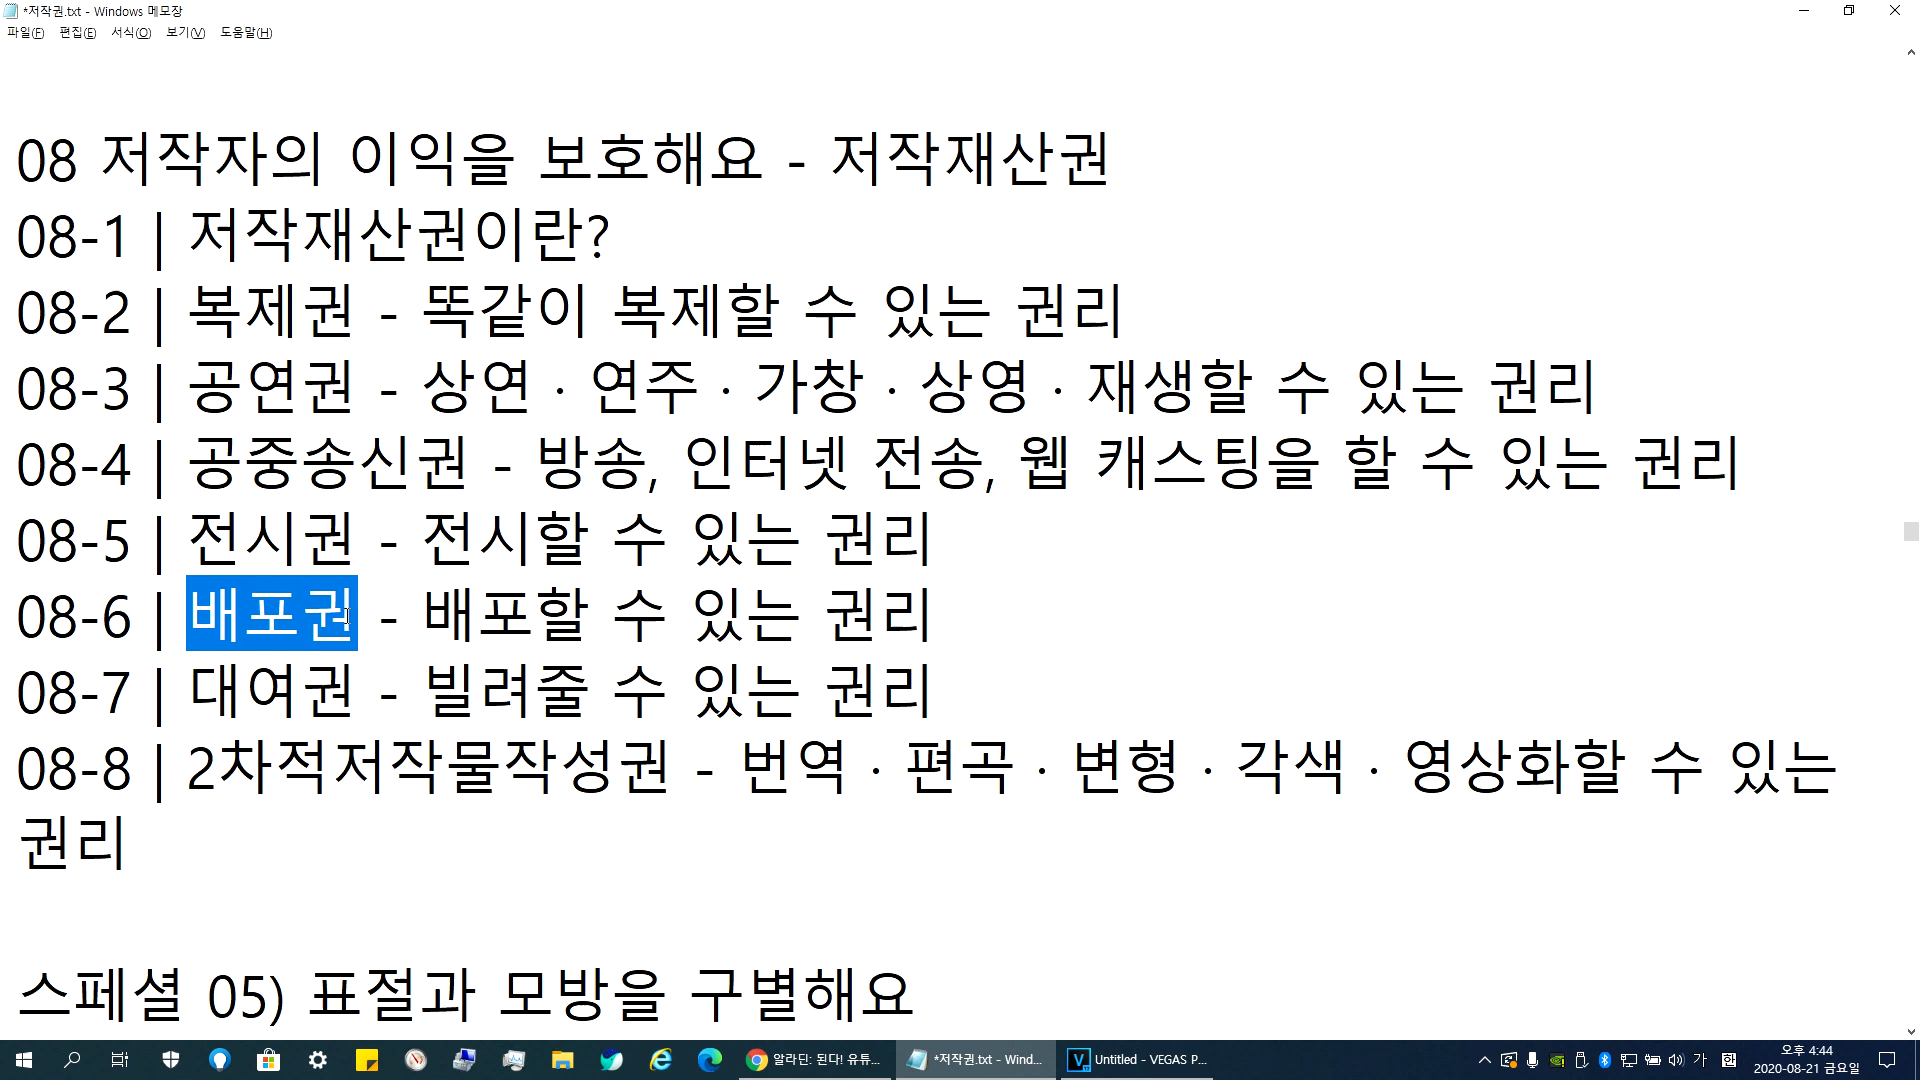 *저작권.txt - Windows 메모장
파일(F) 편집(E) 서식(O) 보기(V) 도움말(H)
08 저작자의 이익을 보호해요 - 저작재산권
08-1 | 저작재산권이란?
08-2 | 복제권 - 똑같이 복제할 수 있는 권리
08-3 | 공연권 - 상연 · 연주 · 가창 · 상영 · 재생할 수 있는 권리
08-4 | 공중송신권 - 방송, 인터넷 전송, 웹 캐스팅을 할 수 있는 권리
08-5 | 전시권 - 전시할 수 있는 권리
08-6 | 배포권 - 배포할 수 있는 권리
08-7 | 대여권 - 빌려줄 수 있는 권리
08-8 | 2차적저작물작성권 - 번역 · 편곡 · 변형 · 각색 · 영상화할 수 있는
권리
스페셜 05) 표절과 모방을 구별해요
알라딘: 된다! 유튜... *저작권.txt - Wind... Untitled - VEGAS P... 가 한 오후 4:44
2020-08-21 금요일